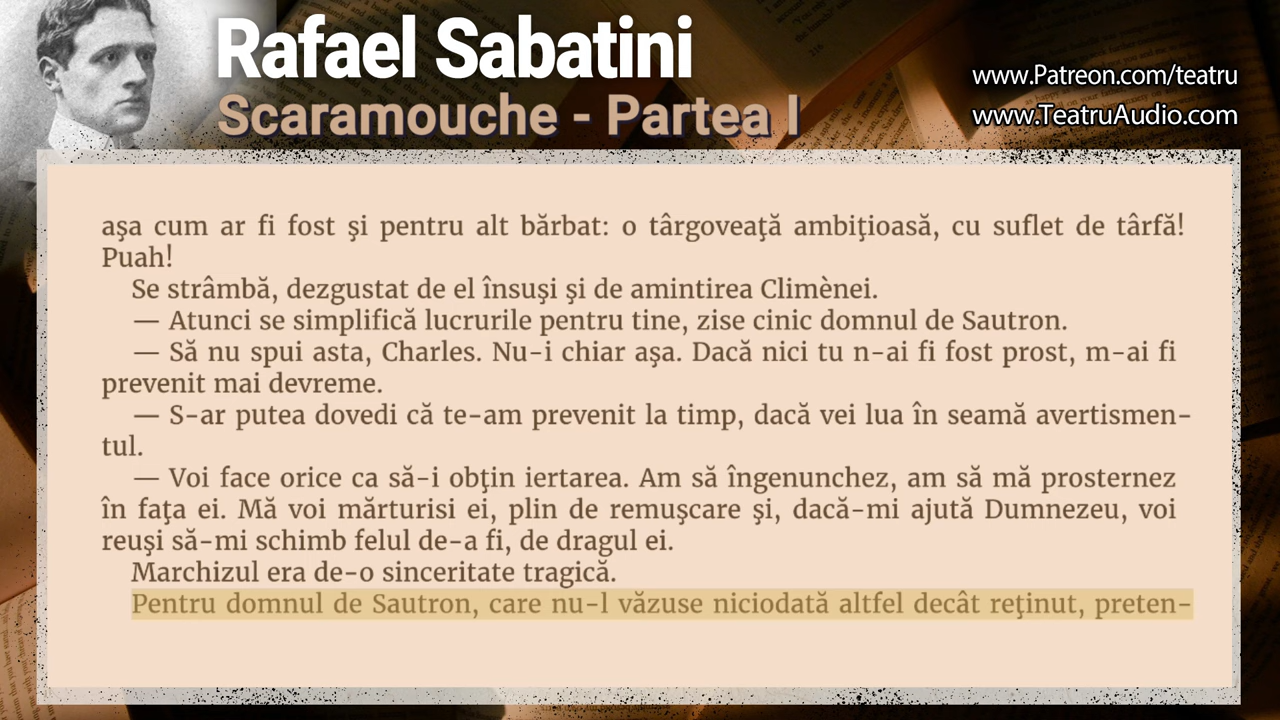 Rafael Sabatini
Scaramouche - Partea I
www.Patreon.com/teatru
www.TeatruAudio.com
aşa cum ar fi fost şi pentru alt bărbat: o târgoveaţă ambiţioasă, cu suflet de târfă!
Puah!
Se strâmbă, dezgustat de el însuşi şi de amintirea Climènei.
— Atunci se simplifică lucrurile pentru tine, zise cinic domnul de Sautron.
— Să nu spui asta, Charles. Nu-i chiar aşa. Dacă nici tu n-ai fi fost prost, m-ai fi
prevenit mai devreme.
— S-ar putea dovedi că te-am prevenit la timp, dacă vei lua în seamă avertismen-
tul.
— Voi face orice ca să-i obţin iertarea. Am să îngenunchez, am să mă prosternez
în faţa ei. Mă voi mărturisi ei, plin de remuşcare şi, dacă-mi ajută Dumnezeu, voi
reuşi să-mi schimb felul de-a fi, de dragul ei.
Marchizul era de-o sinceritate tragică.
Pentru domnul de Sautron, care nu-l văzuse niciodată altfel decât reţinut, preten-